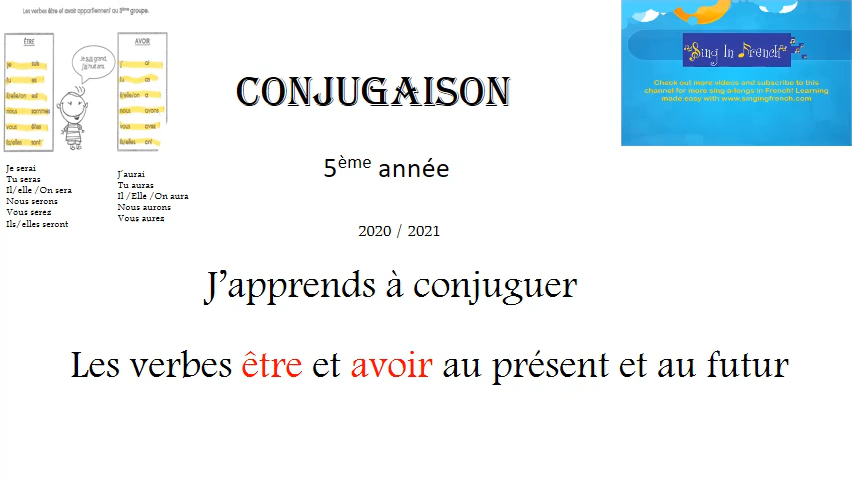 Les verbes être et avoir appartiennent au 3ème groupe.
ÊTRE
je suis
tu es
il/elle/on est
nous sommes
vous êtes
ils/elles sont
Je suis grand,
j'ai huit ans.
AVOIR
j' ai
tu as
il/elle/on a
nous avons
vous avez
ils/elles ont
Je serai
Tu seras
Il/elle /On sera
Nous serons
Vous serez
Ils/elles seront
J'aurai
Tu auras
Il /Elle /On aura
Nous aurons
Vous aurez
Sing In French
Check out more videos and subscribe to this
channel for more sing-a-longs in French! Learning
made easy with www.singinfrench.com
CONJUGAISON
5ème année
2020 / 2021
J’apprends à conjuguer
Les verbes être et avoir au présent et au futur